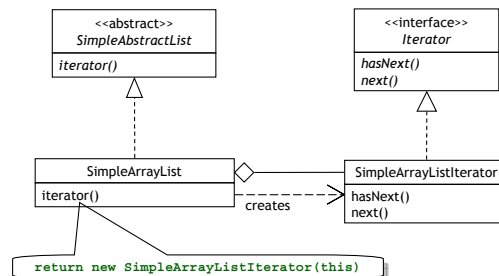 <<abstract>>
SimpleAbstractList
iterator()
<<interface>>
Iterator
hasNext()
next()
SimpleArrayList
iterator()
creates
SimpleArrayListIterator
hasNext()
next()
return new SimpleArrayListIterator(this)